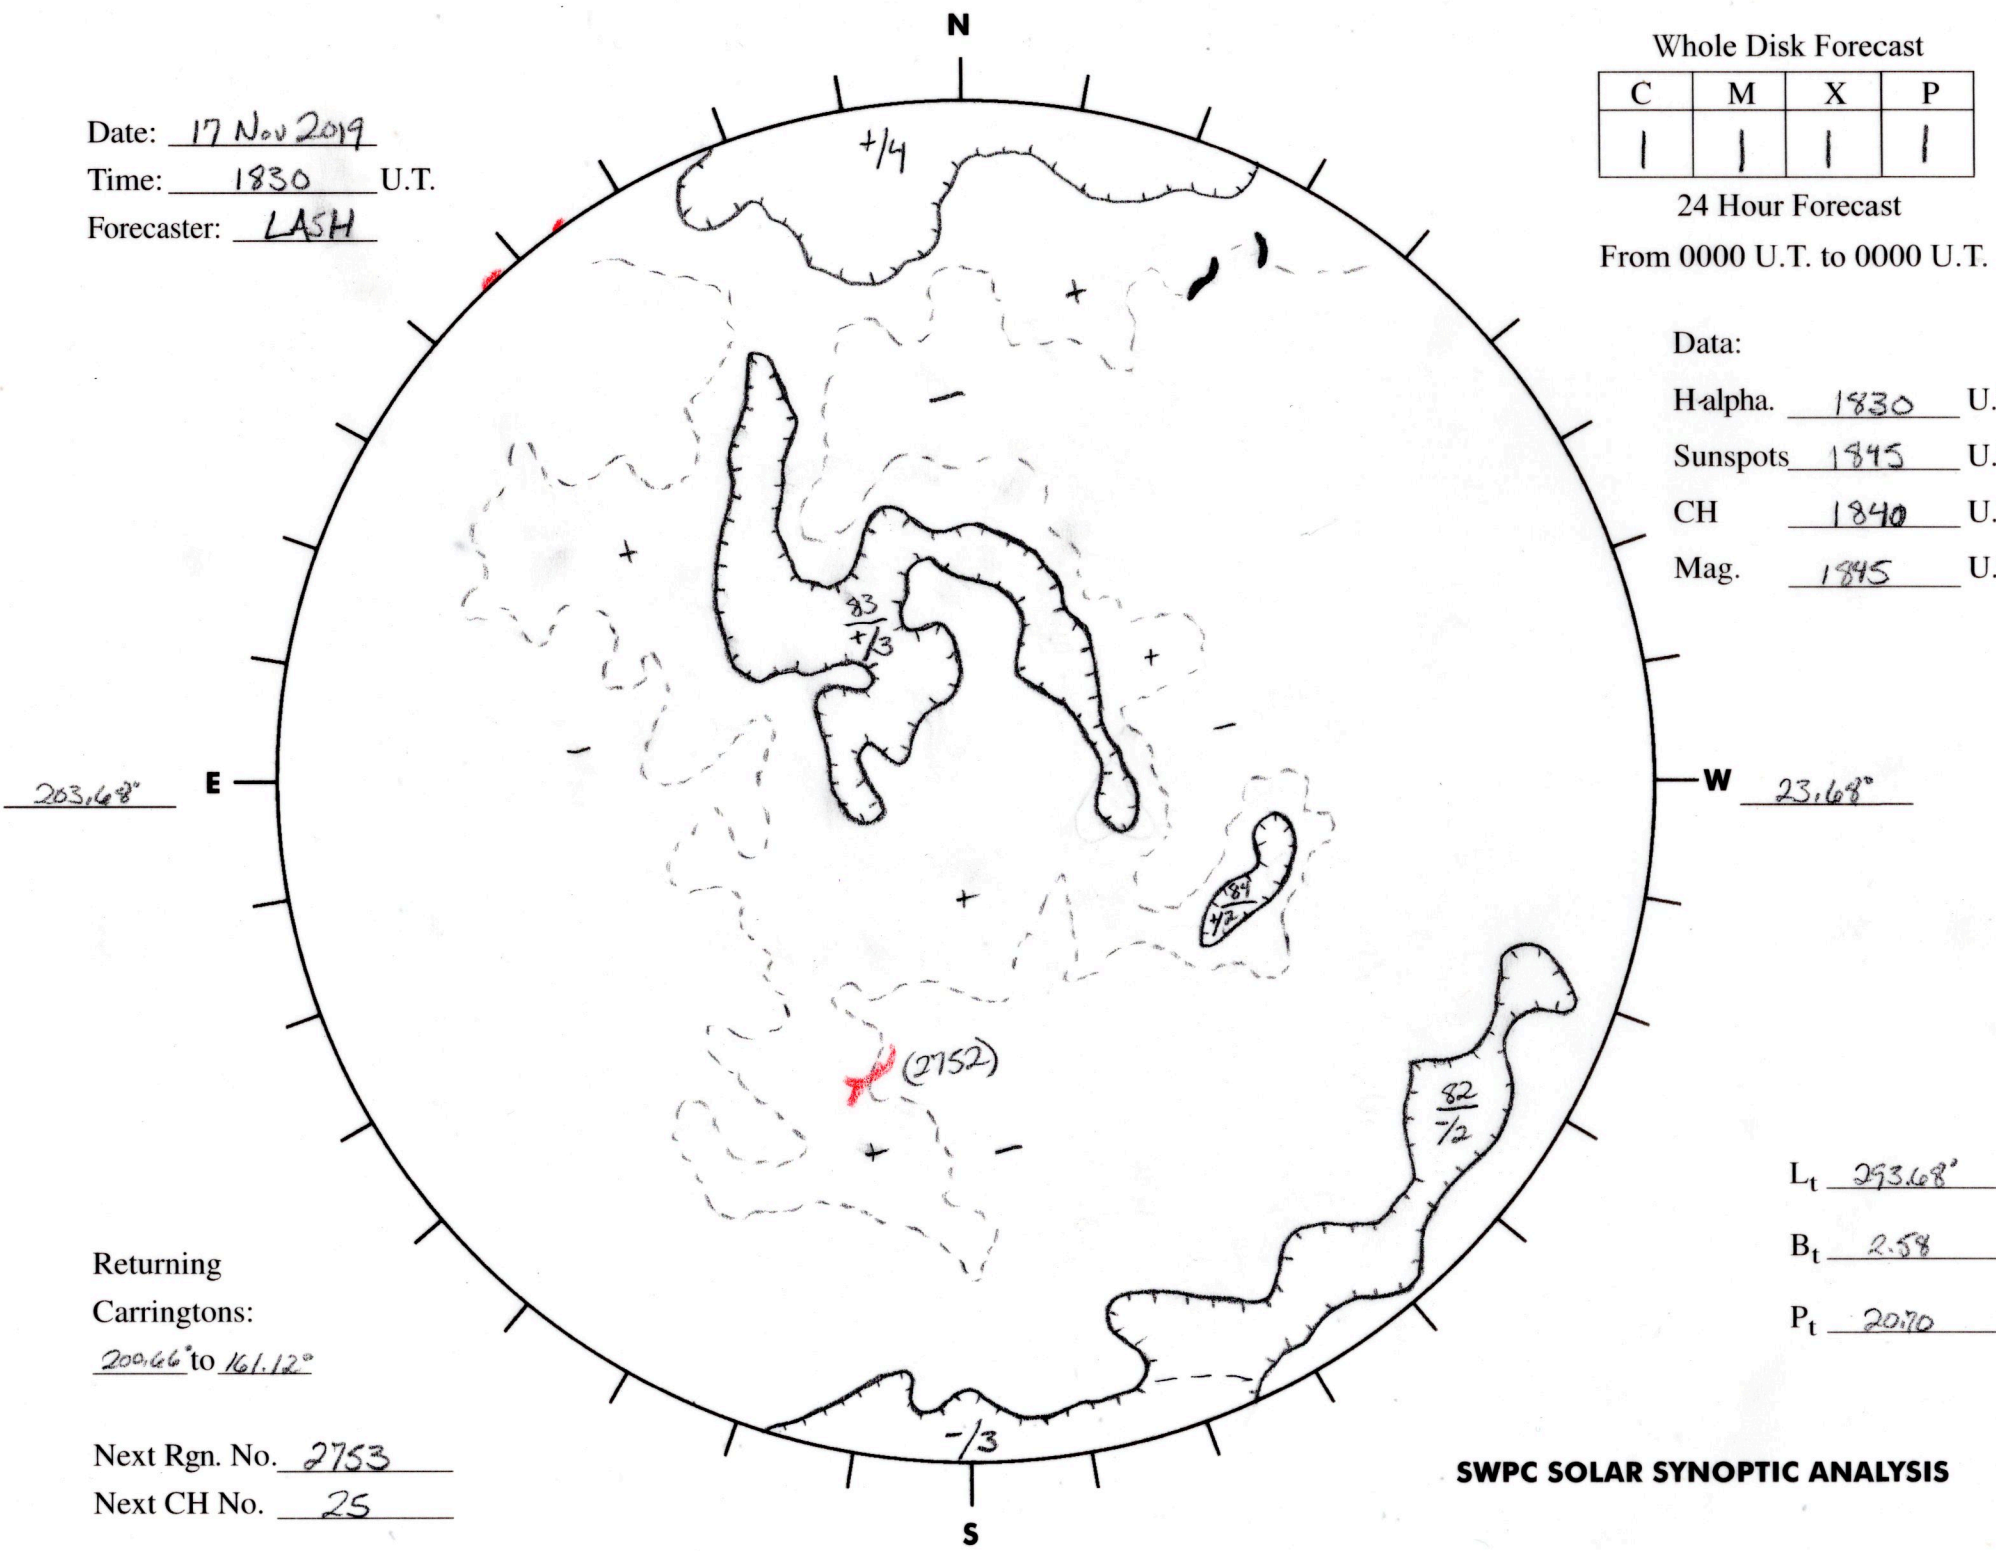 N
Whole Disk Forecast
C M X P
1 1 1 1
24 Hour Forecast
From 0000 U.T. to 0000 U.T.
Date: 17 Nov 2019
Time: 1830 U.T.
Forecaster: LASH
+/4
+
Data:
H-alpha. 1830 U.
Sunspots 1845 U.
CH 1840 U.
Mag. 1845 U.
-
+
83
+/3
+
-
-
203.68° E
W 23.68°
84
+/2
+
(2752)
82
-/2
+ -
Lt 293.68°
Bt 2.58
Pt 20.70
Returning
Carringtons:
200.66° to 161.12°
-/3
Next Rgn. No. 2753
Next CH No. 25
SWPC SOLAR SYNOPTIC ANALYSIS
S